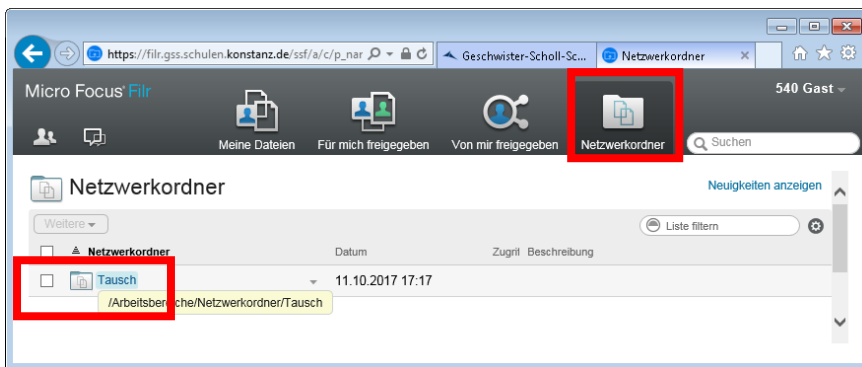 https://filr.gss.schulen.konstanz.de/ssf/a/c/p_nar
Geschwister-Scholl-Sc...
Netzwerkordner
Micro Focus Filr
540 Gast
Meine Dateien
Für mich freigegeben
Von mir freigegeben
Netzwerkordner
Suchen
Netzwerkordner
Neuigkeiten anzeigen
Weitere
Liste filtern
Netzwerkordner Datum Zugrif Beschreibung
Tausch 11.10.2017 17:17
/Arbeitsbereiche/Netzwerkordner/Tausch